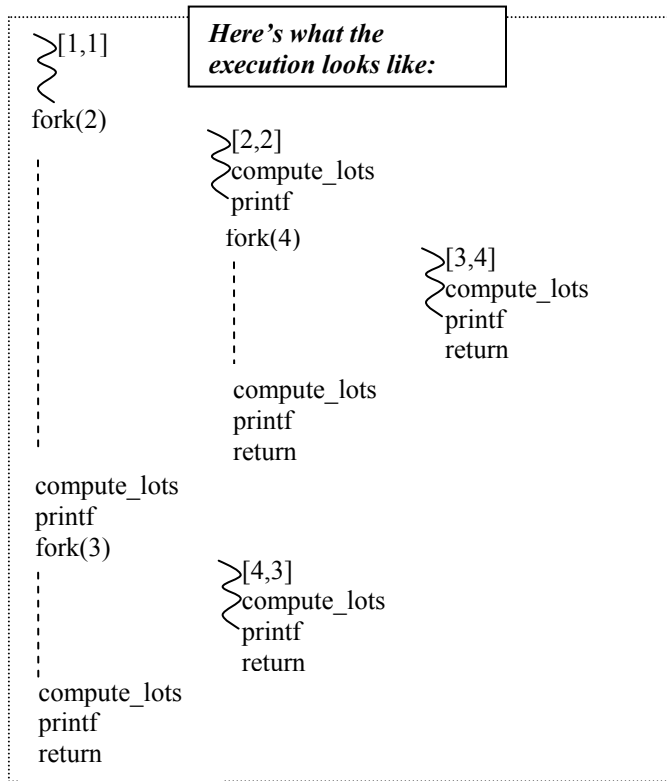 Here’s what the
execution looks like:
[1,1]
fork(2)
[2,2]
compute_lots
printf
fork(4)
[3,4]
compute_lots
printf
return
compute_lots
printf
return
compute_lots
printf
fork(3)
[4,3]
compute_lots
printf
return
compute_lots
printf
return